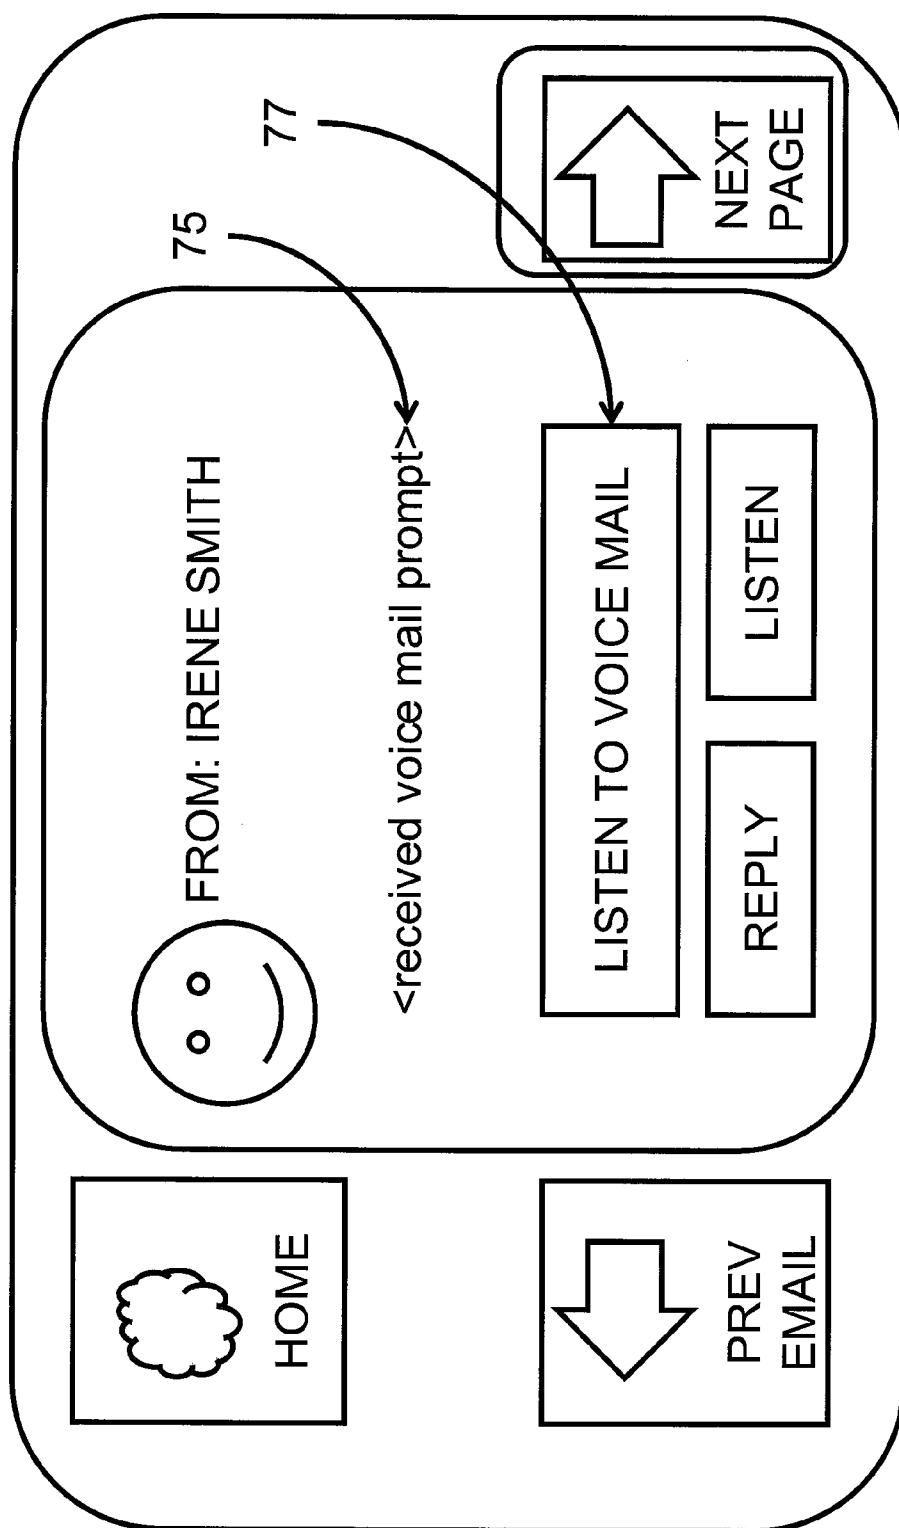 HOME
FROM: IRENE SMITH
75
77
<received voice mail prompt>
LISTEN TO VOICE MAIL
REPLY
LISTEN
PREV
EMAIL
NEXT
PAGE